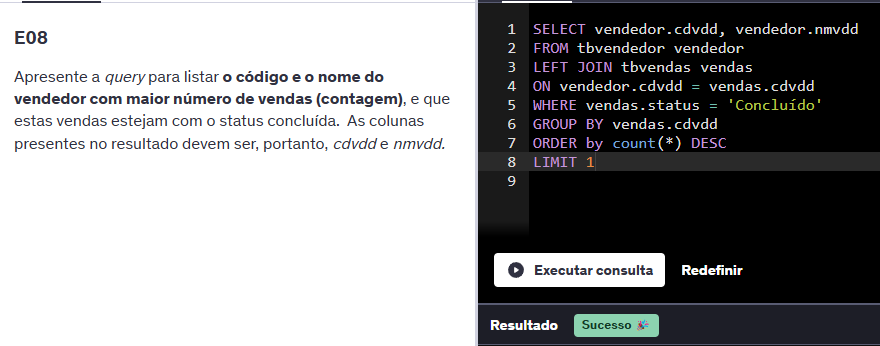 E08
Apresente a query para listar o código e o nome do
vendedor com maior número de vendas (contagem), e que
estas vendas estejam com o status concluída. As colunas
presentes no resultado devem ser, portanto, cdvdd e nmvdd.
1 SELECT vendedor.cdvdd, vendedor.nmvdd
2 FROM tbvendedor vendedor
3 LEFT JOIN tbvendas vendas
4 ON vendedor.cdvdd = vendas.cdvdd
5 WHERE vendas.status = 'Concluído'
6 GROUP BY vendas.cdvdd
7 ORDER by count(*) DESC
8 LIMIT 1
9
Executar consulta Redefinir
Resultado Sucesso 🎉